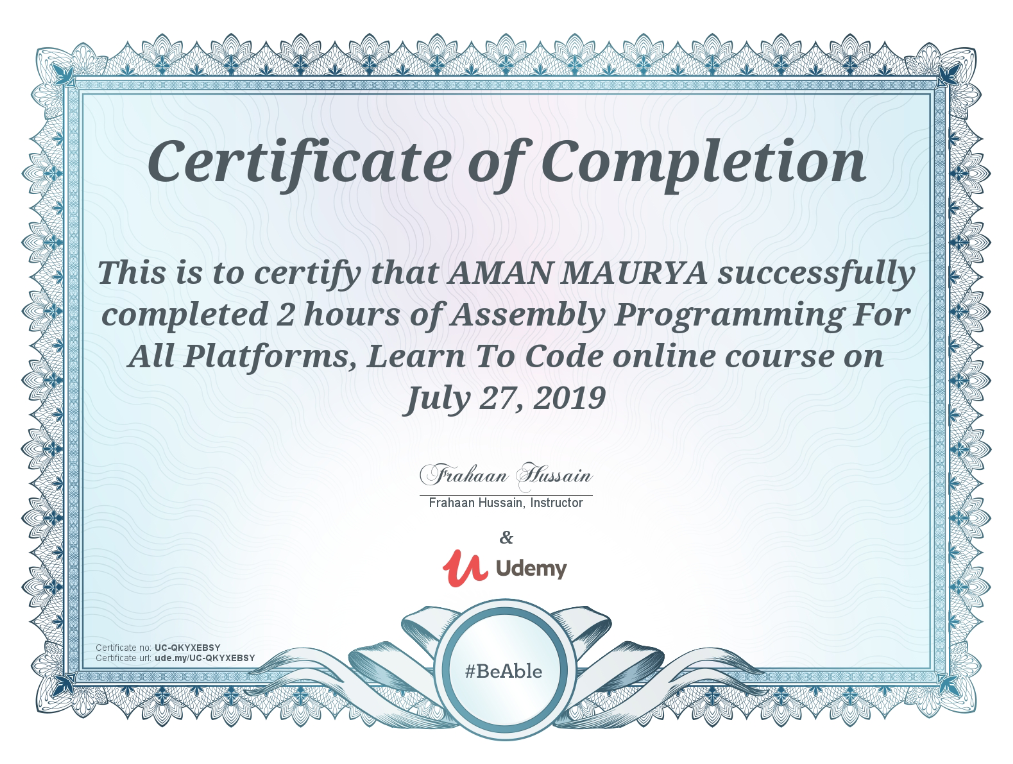 Certificate of Completion
This is to certify that AMAN MAURYA successfully
completed 2 hours of Assembly Programming For
All Platforms, Learn To Code online course on
July 27, 2019
Frahaan Hussain
Frahaan Hussain, Instructor
&
Udemy
Certificate no: UC-QKYXEBSY
Certificate url: ude.my/UC-QKYXEBSY
#BeAble